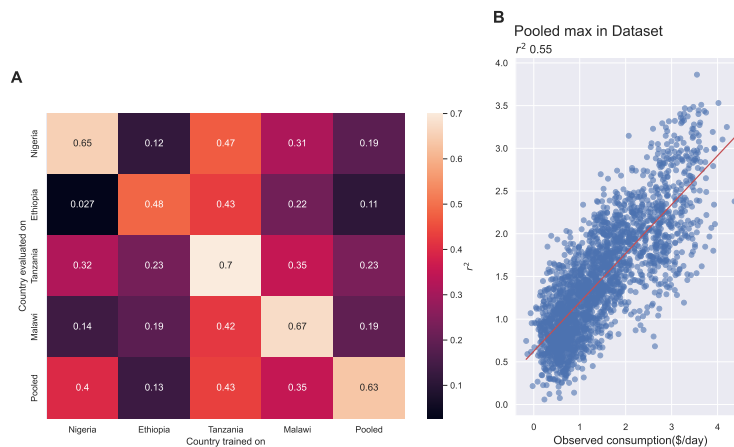 A
Nigeria
0.65 0.12 0.47 0.31 0.19
Ethiopia
0.027 0.48 0.43 0.22 0.11
Tanzania
0.32 0.23 0.7 0.35 0.23
Malawi
0.14 0.19 0.42 0.67 0.19
Pooled
0.4 0.13 0.43 0.35 0.63
Country evaluated on
Nigeria Ethiopia Tanzania Malawi Pooled
Country trained on
0.7
0.6
0.5
0.4
0.3
0.2
0.1
r²
B
Pooled max in Dataset
r² 0.55
4.0
3.5
3.0
2.5
2.0
1.5
1.0
0.5
0.0
0 1 2 3 4
Observed consumption($/day)